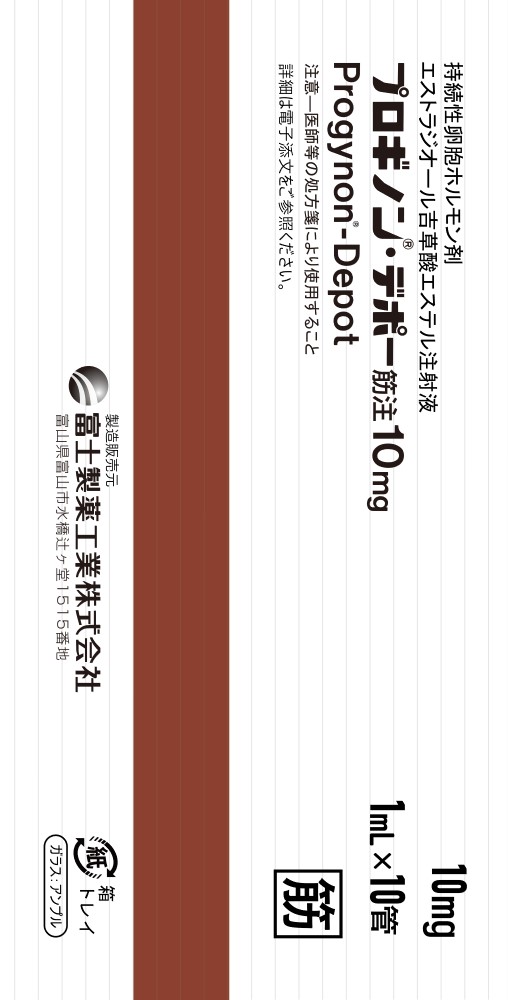 持続性卵胞ホルモン剤
エストラジオール吉草酸エステル注射液
プロギノン®・デポー筋注10mg
Progynon®-Depot
注意—医師等の処方箋により使用すること
詳細は電子添文をご参照ください。
10mg
1mL×10管
筋
製造販売元
富士製薬工業株式会社
富山県富山市水橋辻ヶ堂1515番地
紙
箱
トレイ
ガラス:アンプル